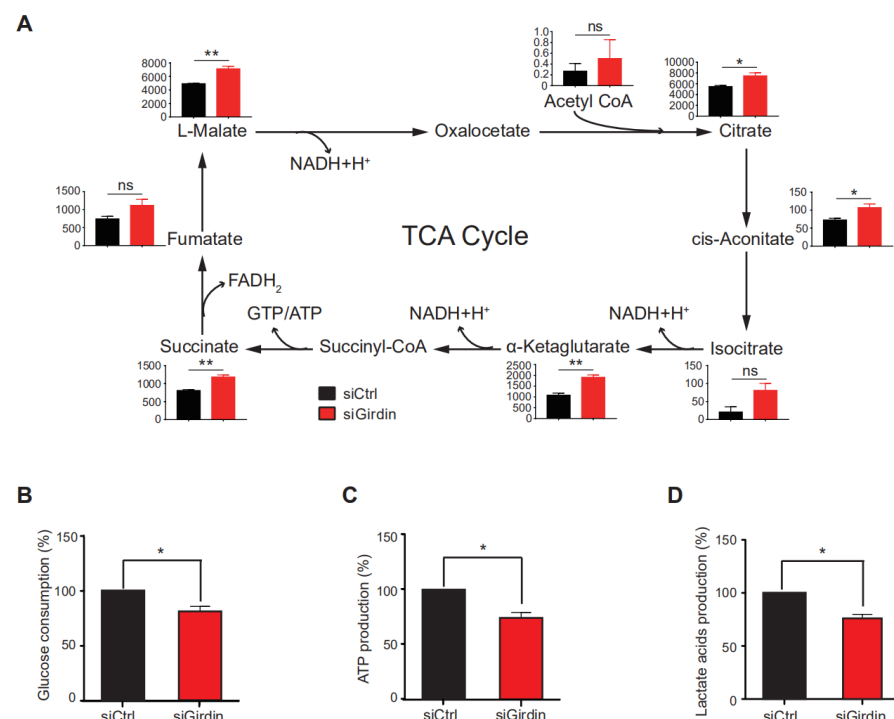 A
ns
**
1.0
0.8
0.6
0.4
0.2
0
8000
6000
4000
2000
0
*
10000
8000
6000
4000
2000
0
Acetyl CoA
L-Malate
Oxalocetate
Citrate
NADH+H⁺
ns
1500
1000
500
0
*
150
100
50
0
Fumatate
TCA Cycle
cis-Aconitate
FADH₂
GTP/ATP
NADH+H⁺
NADH+H⁺
Succinate
Succinyl-CoA
α-Ketaglutarate
Isocitrate
**
1500
1000
500
0
siCtrl
siGirdin
**
2500
2000
1500
1000
500
0
ns
150
100
50
0
B
Glucose consumption (%)
150
100
50
0
*
siCtrl siGirdin
C
ATP production (%)
150
100
50
0
*
siCtrl siGirdin
D
Lactate acids production (%)
150
100
50
0
*
siCtrl siGirdin